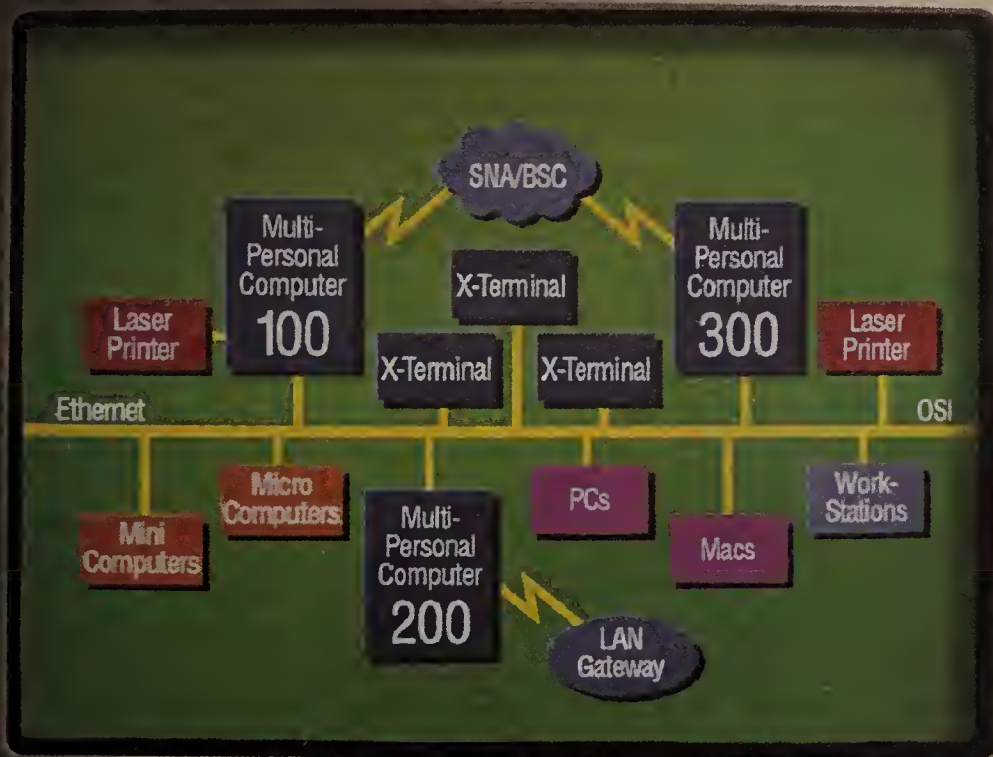 SNA/BSC
Multi-
Personal
Computer
100
Multi-
Personal
Computer
300
X-Terminal
Laser
Printer
X-Terminal
X-Terminal
Laser
Printer
Ethernet
OSI
Mini
Computers
Micro
Computers
Multi-
Personal
Computer
200
PCs
Macs
Work-
Stations
LAN
Gateway